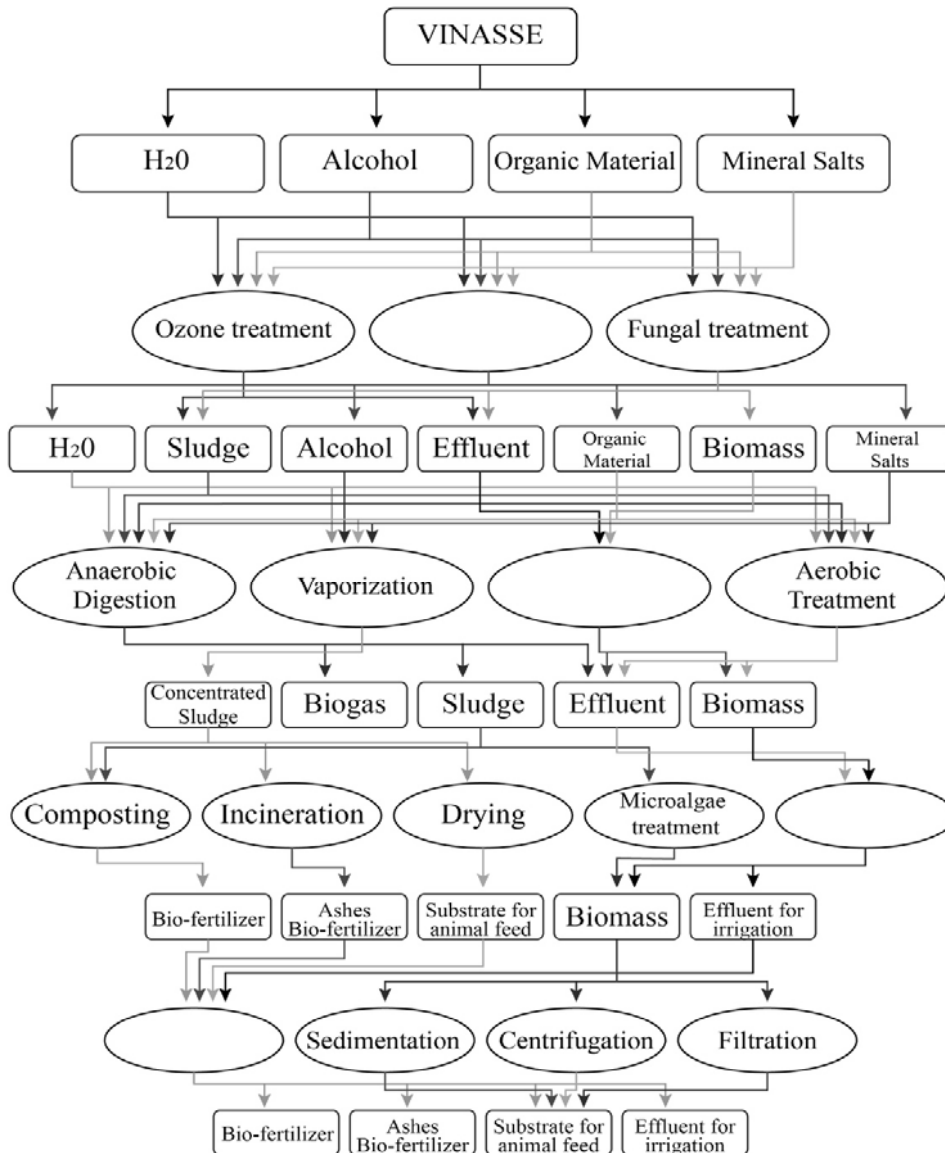 VINASSE
H20
Alcohol
Organic Material
Mineral Salts
Ozone treatment
Fungal treatment
H20
Sludge
Alcohol
Effluent
Organic
Material
Biomass
Mineral
Salts
Anaerobic
Digestion
Vaporization
Aerobic
Treatment
Concentrated
Sludge
Biogas
Sludge
Effluent
Biomass
Composting
Incineration
Drying
Microalgae
treatment
Bio-fertilizer
Ashes
Bio-fertilizer
Substrate for
animal feed
Biomass
Effluent for
irrigation
Sedimentation
Centrifugation
Filtration
Bio-fertilizer
Ashes
Bio-fertilizer
Substrate for
animal feed
Effluent for
irrigation